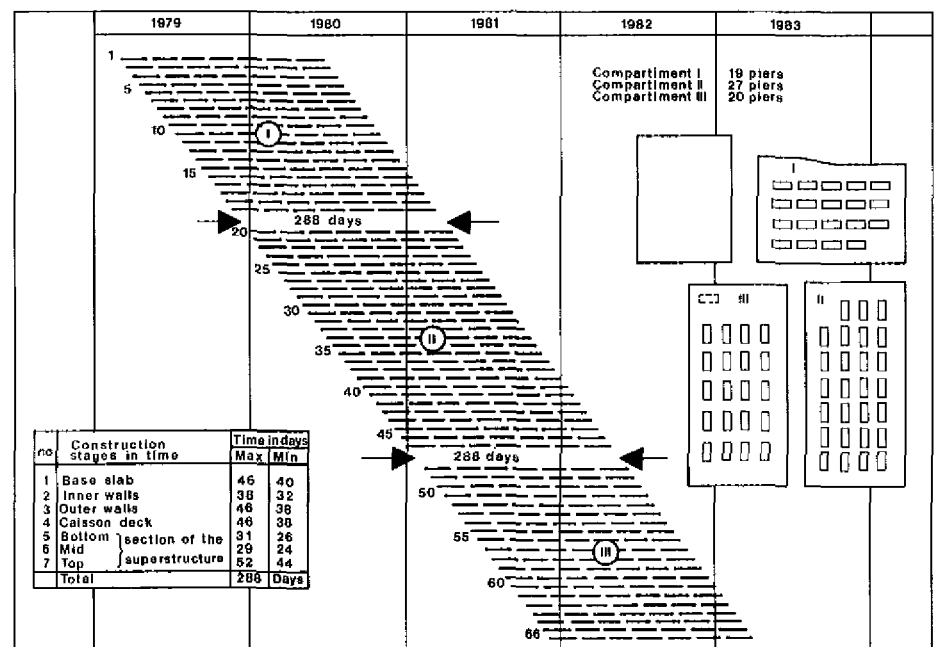 1979 1980 1981 1982 1983
Compartiment I 19 piers
Compartiment II 27 piers
Compartiment III 20 piers
1
5
10
I
15
288 days
20
25
30
II
35
40
45
288 days
50
55
III
60
66
I
III
II
no Construction stages in time Time in days
Max Min
1 Base slab 46 40
2 Inner walls 38 32
3 Outer walls 46 38
4 Caisson deck 46 38
5 Bottom section of the 31 26
6 Mid superstructure 29 24
7 Top 52 44
Total 288 Days